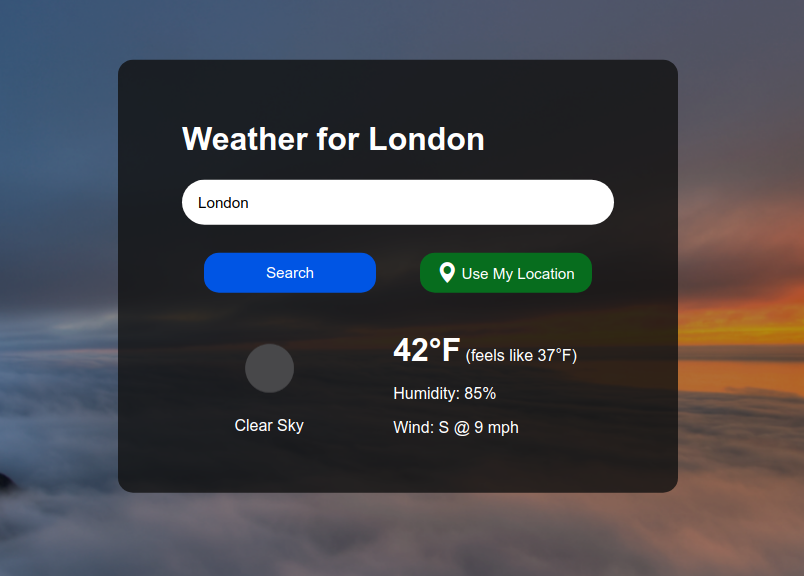 Weather for London
London
Search
Use My Location
42°F (feels like 37°F)
Humidity: 85%
Wind: S @ 9 mph
Clear Sky